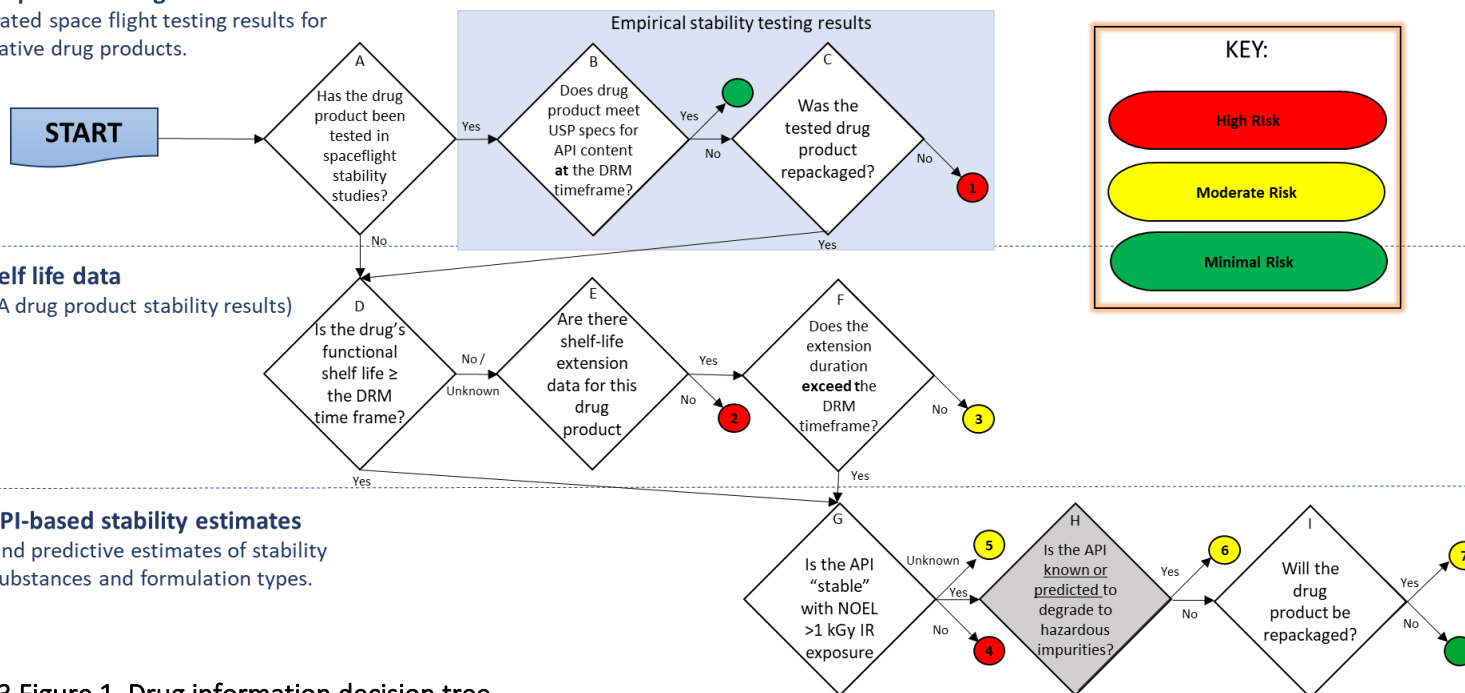 rated space flight testing results for
ative drug products.
START
A
Has the drug
product been
tested in
spaceflight
stability
studies?
Yes
No
Empirical stability testing results
B
Does drug
product meet
USP specs for
API content
at the DRM
timeframe?
Yes
No
C
Was the
tested drug
product
repackaged?
No
1
Yes
KEY:
High RIsk
Moderate Risk
Minimal Risk
elf life data
A drug product stability results)
D
Is the drug's
functional
shelf life ≥
the DRM
time frame?
No /
Unknown
Yes
E
Are there
shelf-life
extension
data for this
drug
product
Yes
No
2
F
Does the
extension
duration
exceed the
DRM
timeframe?
No
3
Yes
PI-based stability estimates
nd predictive estimates of stability
ubstances and formulation types.
G
Is the API
“stable”
with NOEL
>1 kGy IR
exposure
Unknown
5
Yes
No
4
H
Is the API
known or
predicted to
degrade to
hazardous
impurities?
Yes
6
No
I
Will the
drug
product be
repackaged?
Yes
7
No
3 Figure 1. Drug information decision tree